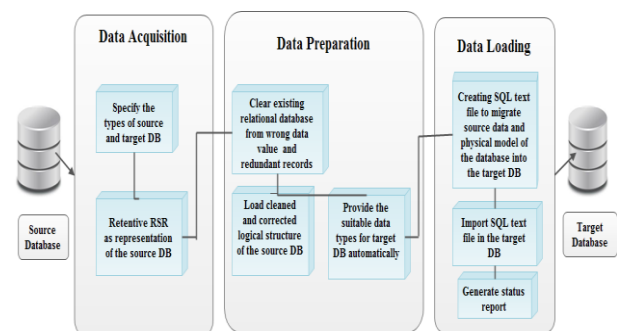 Data Acquisition
Specify the
types of source
and target DB
Retentive RSR
as representation
of the source DB
Source
Database
Data Preparation
Clear existing
relational database
from wrong data
value and
redundant records
Load cleaned
and corrected
logical structure
of the source DB
Provide the
suitable data
types for target
DB automatically
Data Loading
Creating SQL text
file to migrate
source data and
physical model of
the database into
the target DB
Import SQL text
file in the target
DB
Generate status
report
Target
Database